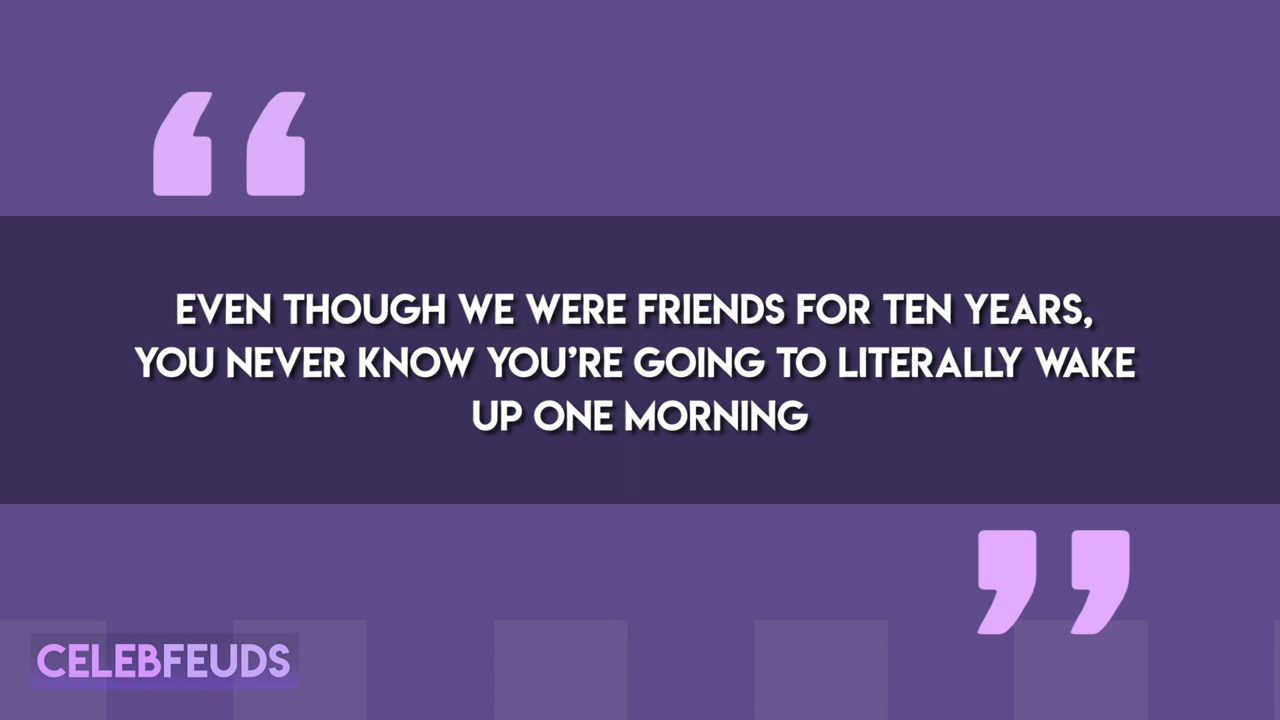 EVEN THOUGH WE WERE FRIENDS FOR TEN YEARS,
YOU NEVER KNOW YOU’RE GOING TO LITERALLY WAKE
UP ONE MORNING
CELEBFEUDS